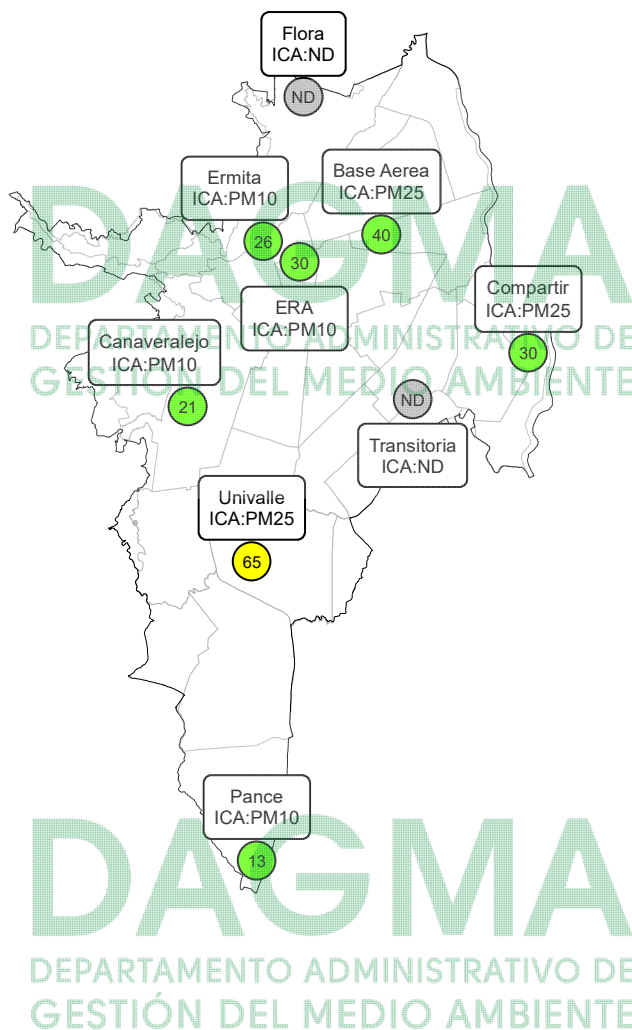 Flora
ICA:ND
ND
Ermita
ICA:PM10
26
Base Aerea
ICA:PM25
40
30
ERA
ICA:PM10
Compartir
ICA:PM25
30
Canaveralejo
ICA:PM10
21
ND
Transitoria
ICA:ND
Univalle
ICA:PM25
65
Pance
ICA:PM10
13
DAGMA
DEPARTAMENTO ADMINISTRATIVO DE
GESTIÓN DEL MEDIO AMBIENTE
DAGMA
DEPARTAMENTO ADMINISTRATIVO DE
GESTIÓN DEL MEDIO AMBIENTE